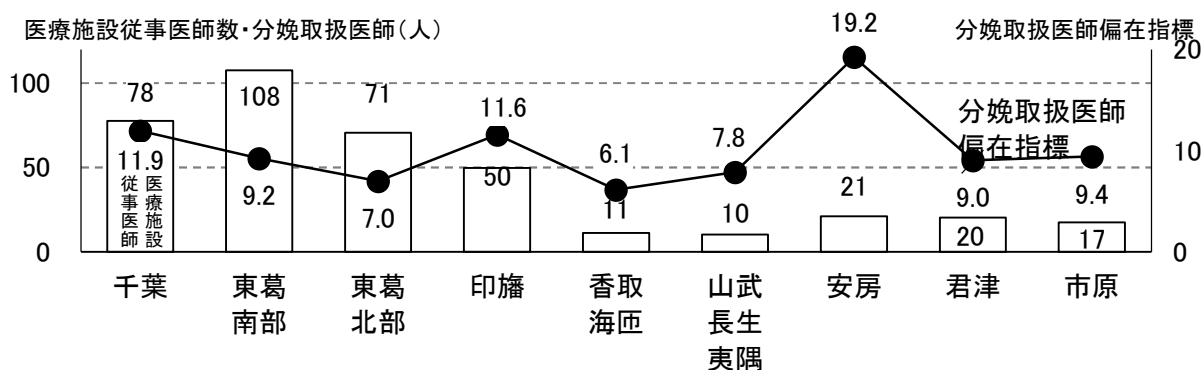 医療施設従事医師数・分娩取扱医師(人)
分娩取扱医師偏在指標
100
50
0
20
10
0
78
108
71
11.6
6.1
7.8
19.2
分娩取扱医師
偏在指標
11.9
9.2
7.0
50
11
10
21
9.0
9.4
20
17
医療施設
従事医師
千葉
東葛
南部
東葛
北部
印旛
香取
海匝
山武
長生
夷隅
安房
君津
市原